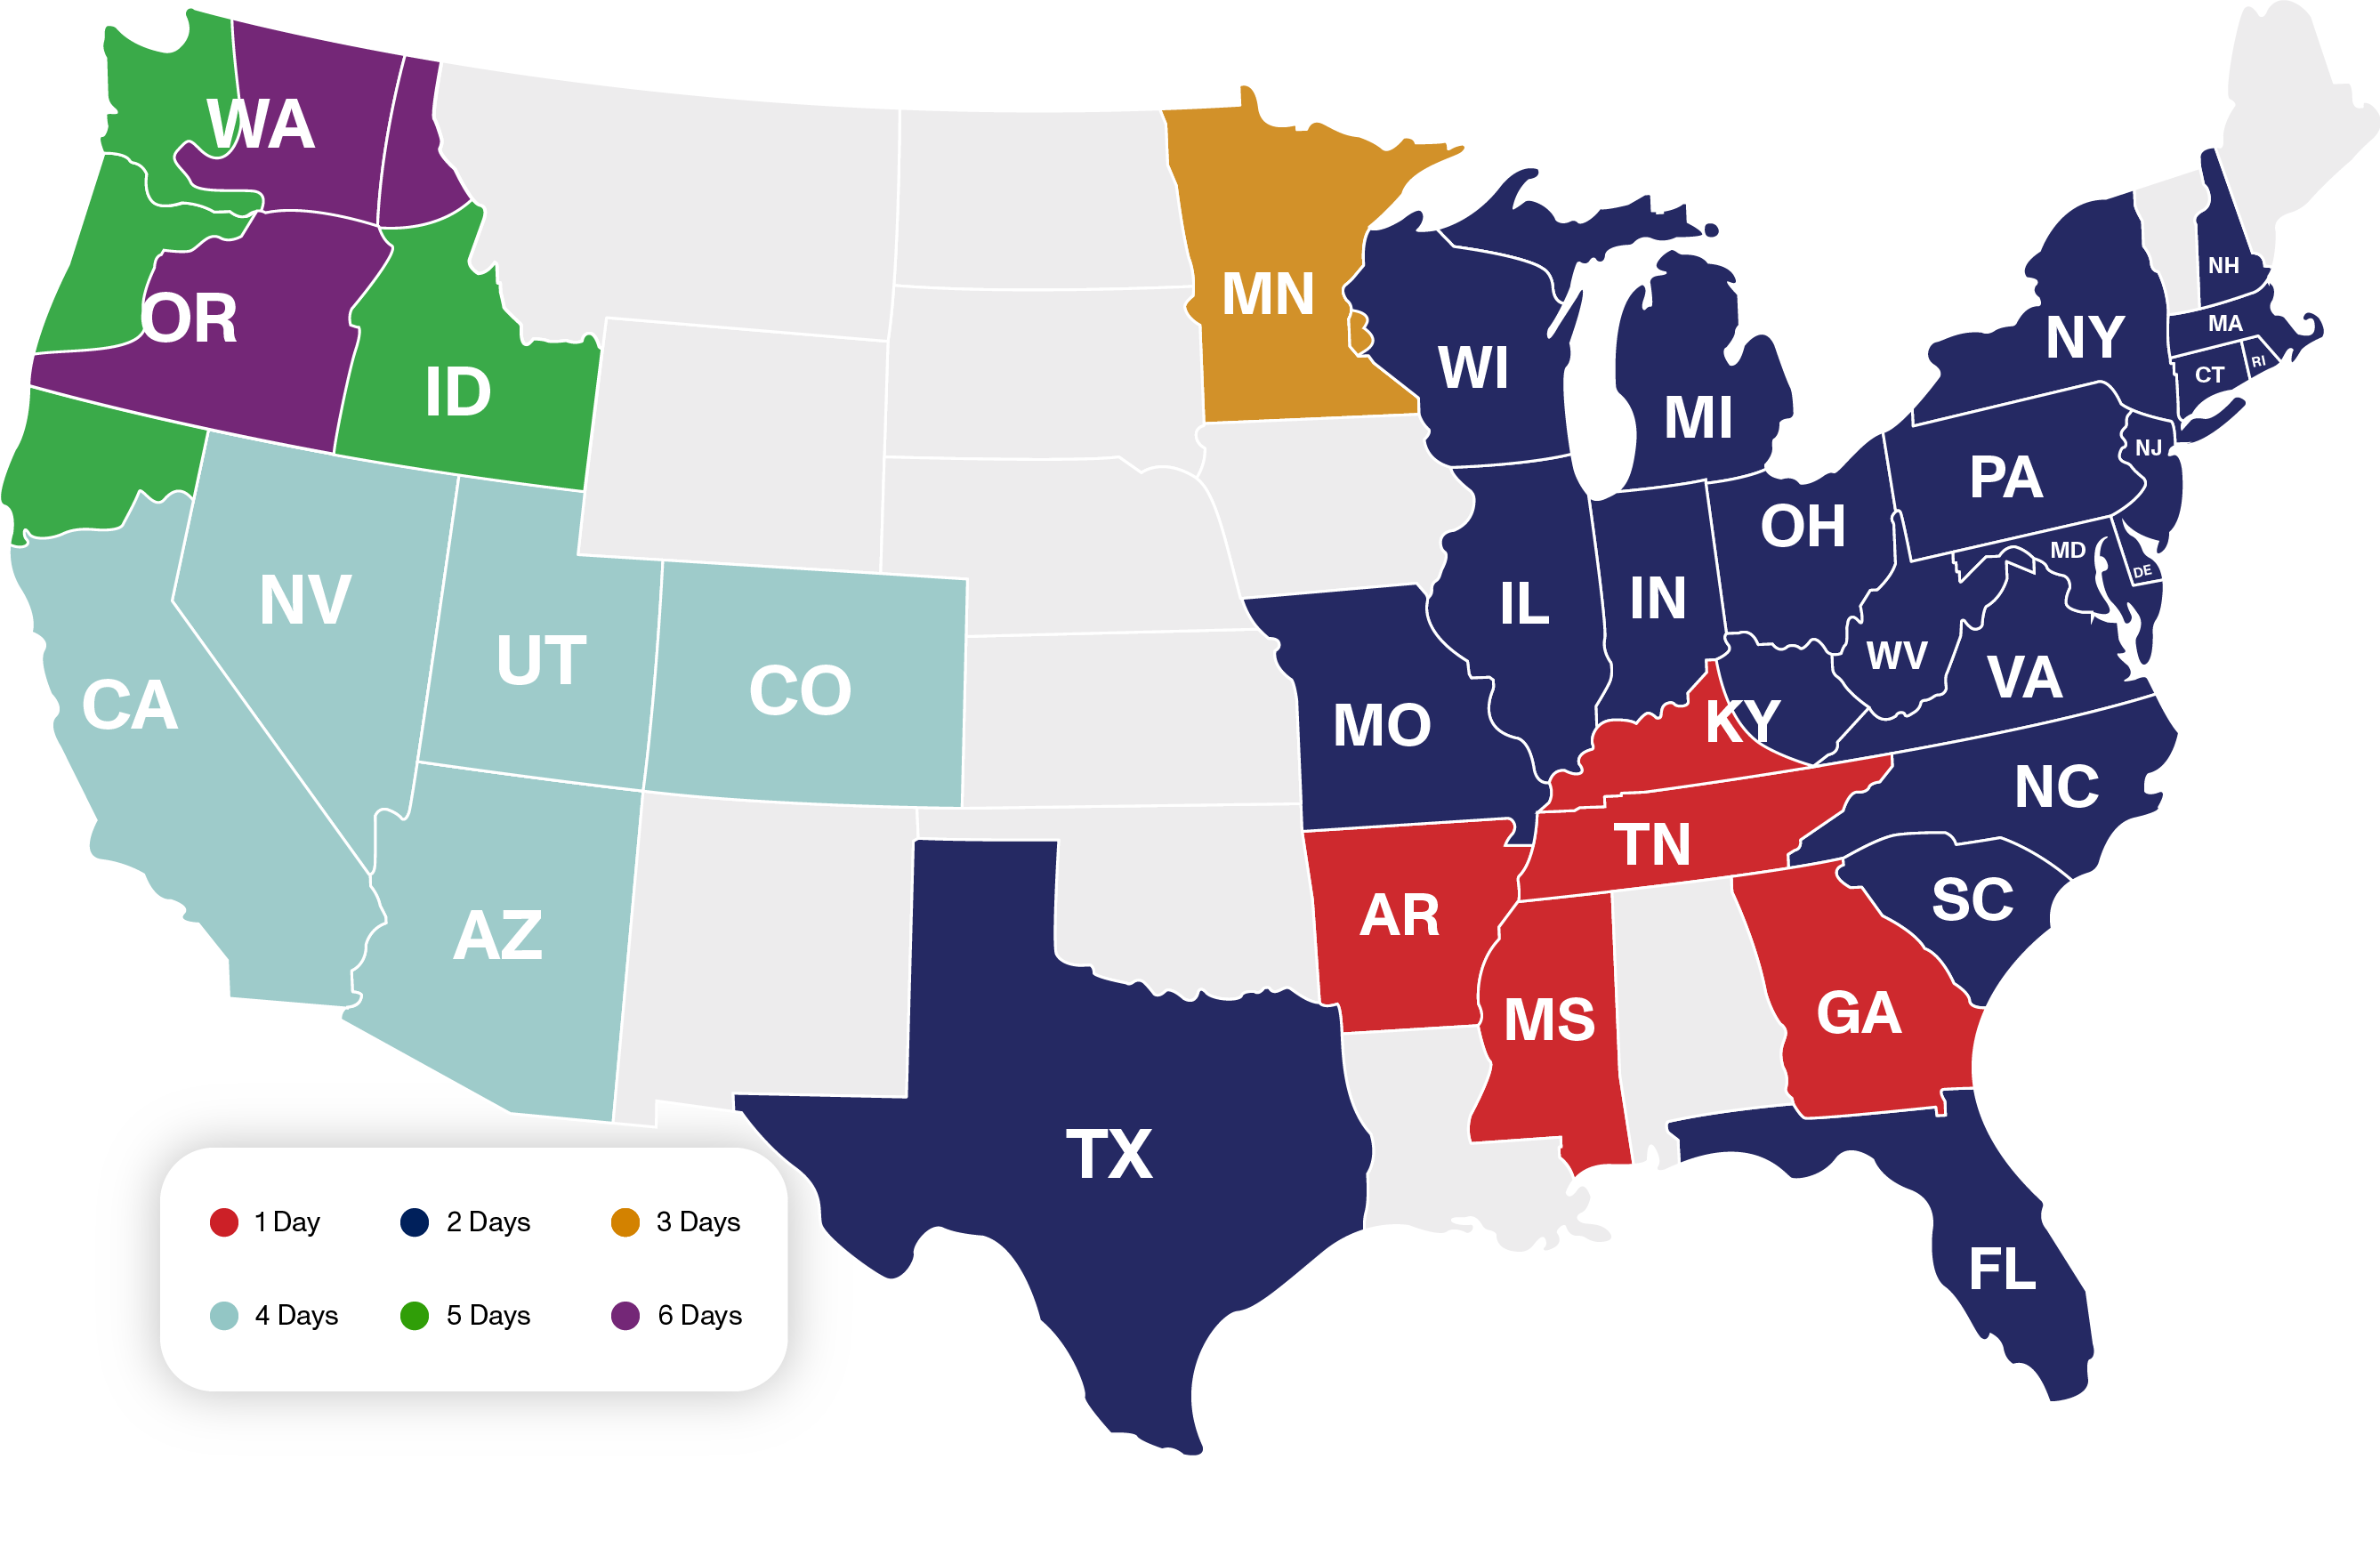 WA
NH
MN
OR
MA
NY
RI
WI
CT
ID
MI
NJ
PA
OH
MD
DE
NV
IN
IL
WV
UT
VA
CO
CA
KY
MO
NC
TN
SC
AR
AZ
GA
MS
TX
1 Day
2 Days
3 Days
FL
4 Days
5 Days
6 Days